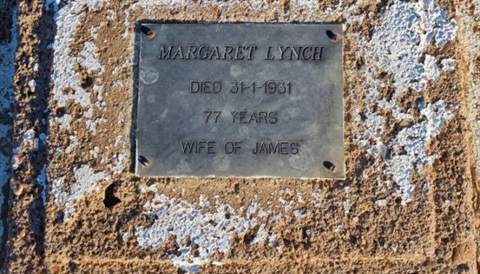 MARGARET LYNCH
DIED 31-1-1931
77 YEARS
WIFE OF JAMES